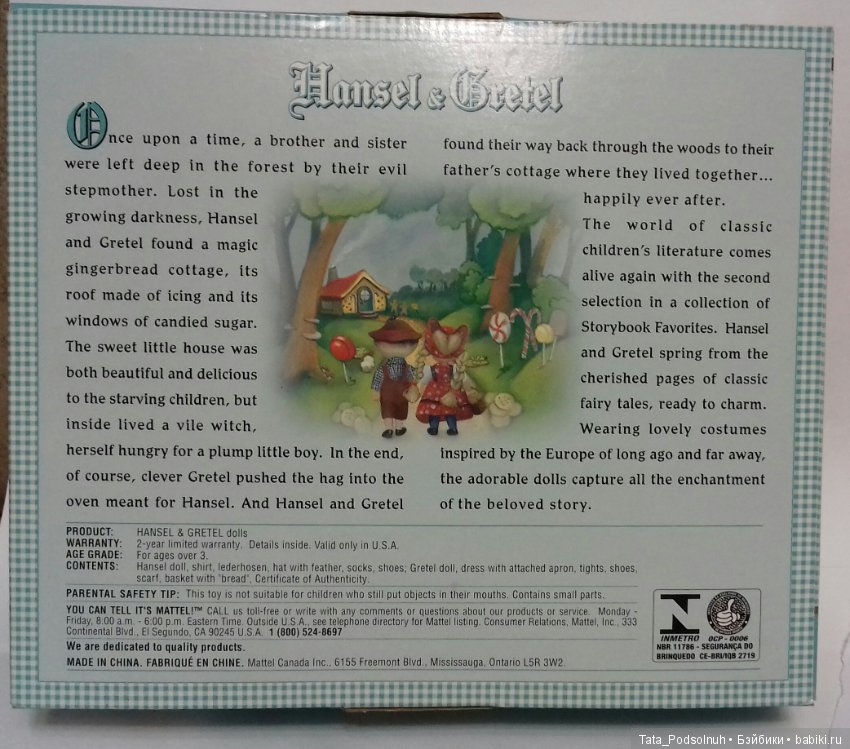 Hansel & Gretel
Once upon a time, a brother and sister
were left deep in the forest by their evil
stepmother. Lost in the
growing darkness, Hansel
and Gretel found a magic
gingerbread cottage, its
roof made of icing and its
windows of candied sugar.
The sweet little house was
both beautiful and delicious
to the starving children, but
inside lived a vile witch,
herself hungry for a plump little boy. In the end,
of course, clever Gretel pushed the hag into the
oven meant for Hansel. And Hansel and Gretel
found their way back through the woods to their
father's cottage where they lived together...
happily ever after.
The world of classic
children's literature comes
alive again with the second
selection in a collection of
Storybook Favorites. Hansel
and Gretel spring from the
cherished pages of classic
fairy tales, ready to charm.
Wearing lovely costumes
inspired by the Europe of long ago and far away,
the adorable dolls capture all the enchantment
of the beloved story.
PRODUCT: HANSEL & GRETEL dolls
WARRANTY: 2-year limited warranty. Details inside. Valid only in U.S.A.
AGE GRADE: For ages over 3.
CONTENTS: Hansel doll, shirt, lederhosen, hat with feather, socks, shoes; Gretel doll, dress with attached apron, tights, shoes,
scarf, basket with "bread". Certificate of Authenticity.
PARENTAL SAFETY TIP: This toy is not suitable for children who still put objects in their mouths. Contains small parts.
YOU CAN TELL IT'S MATTEL!™ CALL us toll-free or write with any comments or questions about our products or service. Monday -
Friday, 8:00 a.m. - 6:00 p.m. Eastern Time. Outside U.S.A., see telephone directory for Mattel listing. Consumer Relations, Mattel, Inc., 333
Continental Blvd., El Segundo, CA 90245 U.S.A. 1 (800) 524-8697
We are dedicated to quality products.
MADE IN CHINA. FABRIQUÉ EN CHINE. Mattel Canada Inc., 6155 Freemont Blvd., Mississauga, Ontario L5R 3W2.
INMETRO OCP - 0006
NBR 11786 - SEGURANÇA DO
BRINQUEDO CE-BRI/IQB 2719
Tata_Podsolnuh • Бэйбики • babiki.ru